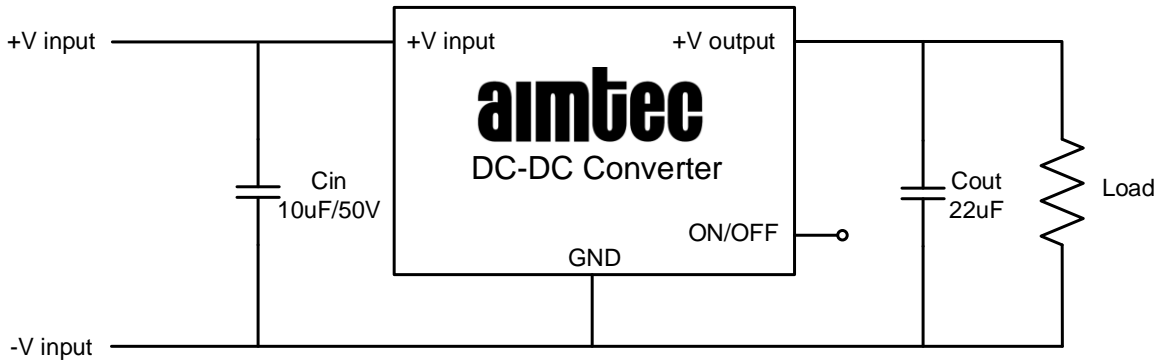 +V input
+V input
+V output
aimtec
DC-DC Converter
Cin
10uF/50V
Cout
22uF
Load
ON/OFF
GND
-V input